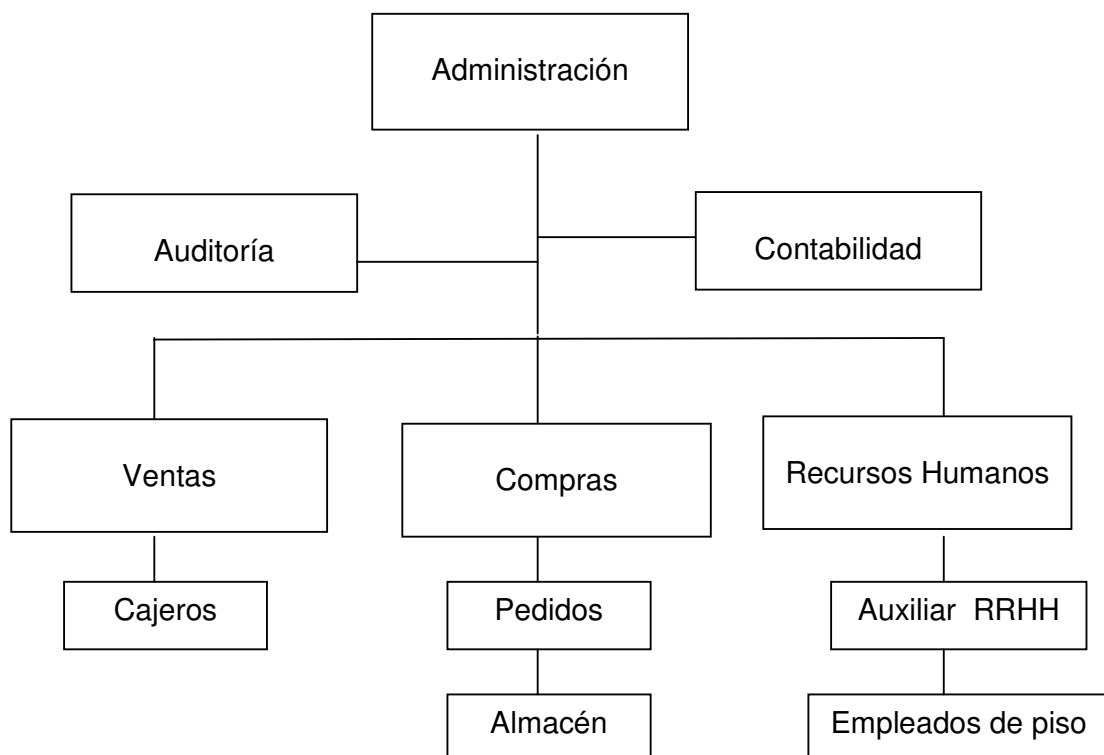 Administración
Auditoría
Contabilidad
Ventas
Compras
Recursos Humanos
Cajeros
Pedidos
Auxiliar RRHH
Almacén
Empleados de piso